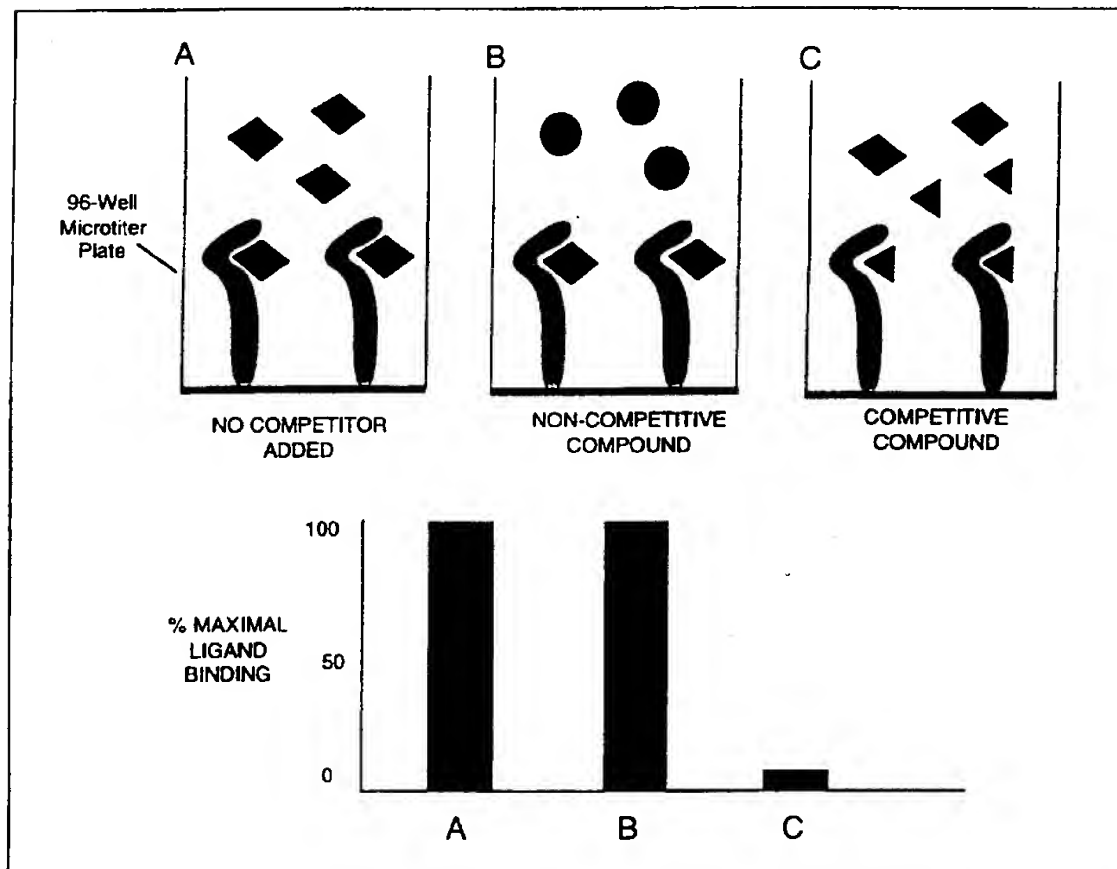 A
B
C
96-Well
Microtiter
Plate
NO COMPETITOR
ADDED
NON-COMPETITIVE
COMPOUND
COMPETITIVE
COMPOUND
100
% MAXIMAL
LIGAND
BINDING
50
0
A
B
C